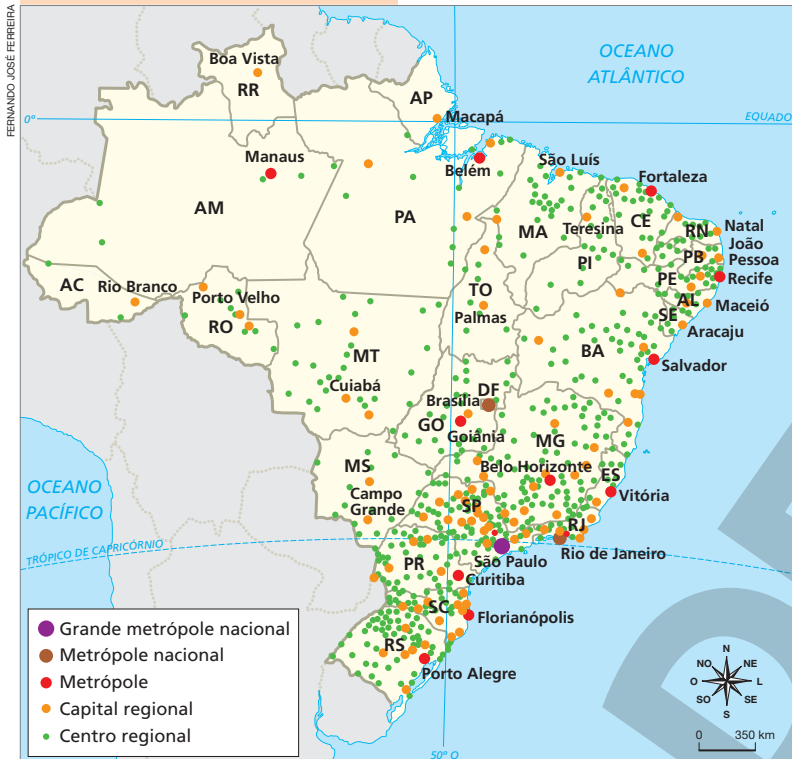 FERNANDO JOSÉ FERREIRA
OCEANO
ATLÂNTICO
Boa Vista
RR
AP
Macapá
0º
EQUADOR
Manaus
Belém
São Luís
Fortaleza
AM
PA
MA
Teresina
CE
RN
Natal
João
Pessoa
PB
PI
PE
Recife
AC
Rio Branco
Porto Velho
TO
AL
Maceió
RO
Palmas
SE
Aracaju
MT
BA
Salvador
Cuiabá
DF
Brasília
GO
Goiânia
MG
MS
Belo Horizonte
ES
OCEANO
PACÍFICO
Campo
Grande
SP
Vitória
RJ
TRÓPICO DE CAPRICÓRNIO
São Paulo
Rio de Janeiro
PR
Curitiba
SC
Florianópolis
RS
Porto Alegre
Grande metrópole nacional
Metrópole nacional
Metrópole
Capital regional
Centro regional
N
NO
NE
O
L
SO
SE
S
0
350 km
50º O